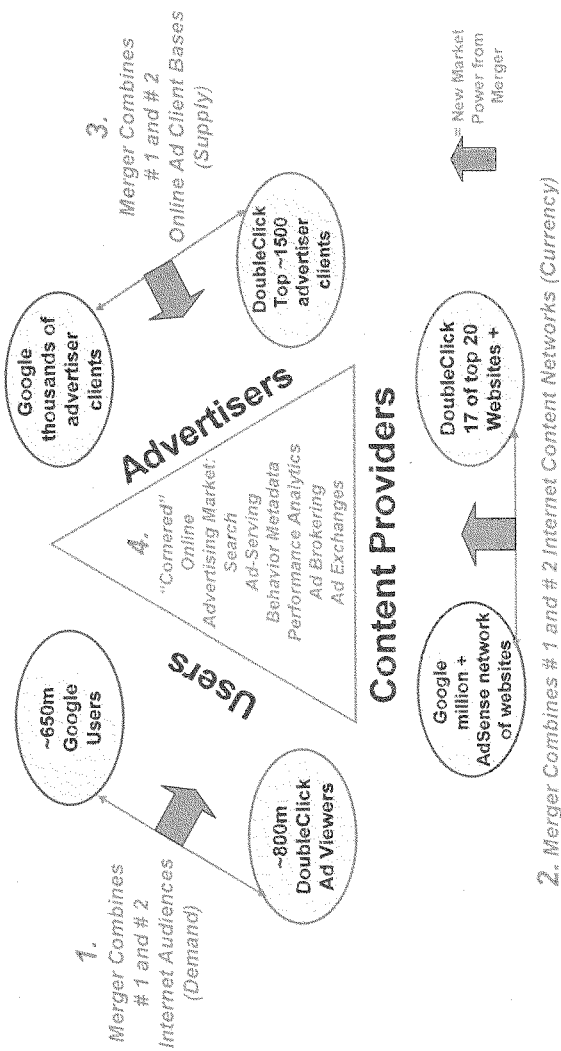 1.
Merger Combines
# 1 and # 2
Internet Audiences
(Demand)
~650m
Google
Users
~800m
DoubleClick
Ad Viewers
Users
Google
thousands of
advertiser
clients
3.
Merger Combines
# 1 and # 2
Online Ad Client Bases
(Supply)
DoubleClick
Top ~1500
advertiser
clients
Advertisers
4.
"Cornered"
Online
Advertising Market:
Search
Ad-Serving
Behavior Metadata
Performance Analytics
Ad Brokering
Ad Exchanges
Content Providers
Google
million +
AdSense network
of websites
DoubleClick
17 of top 20
Websites +
= New Market
Power from
Merger
2. Merger Combines # 1 and # 2 Internet Content Networks (Currency)